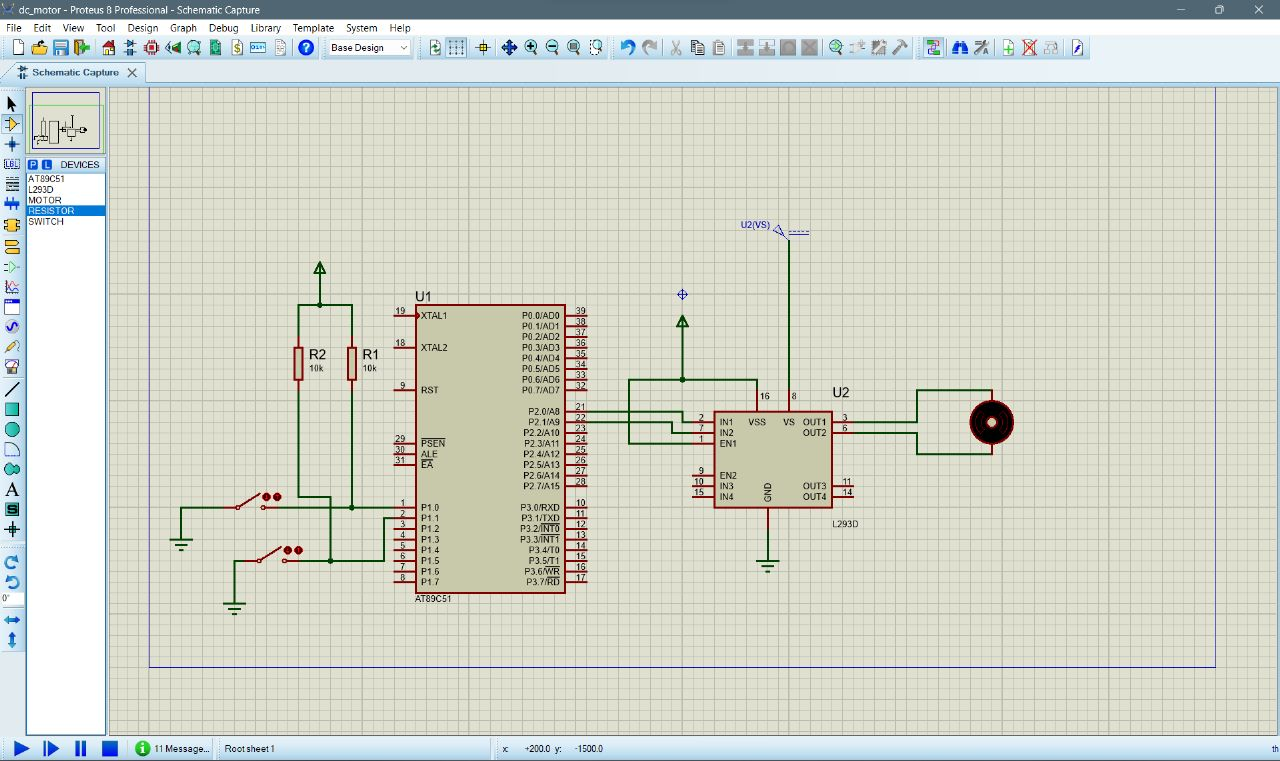 dc_motor - Proteus 8 Professional - Schematic Capture
File Edit View Tool Design Graph Debug Library Template System Help
Base Design
Schematic Capture
P L DEVICES
AT89C51
L293D
MOTOR
RESISTOR
SWITCH
LBL
A
S
0°
U2(VS)
U1
19 XTAL1
18 XTAL2
9 RST
29 PSEN
30 ALE
31 EA
1 P1.0
2 P1.1
3 P1.2
4 P1.3
5 P1.4
6 P1.5
7 P1.6
8 P1.7
P0.0/AD0 39
P0.1/AD1 38
P0.2/AD2 37
P0.3/AD3 36
P0.4/AD4 35
P0.5/AD5 34
P0.6/AD6 33
P0.7/AD7 32
P2.0/A8 21
P2.1/A9 22
P2.2/A10 23
P2.3/A11 24
P2.4/A12 25
P2.5/A13 26
P2.6/A14 27
P2.7/A15 28
P3.0/RXD 10
P3.1/TXD 11
P3.2/INT0 12
P3.3/INT1 13
P3.4/T0 14
P3.5/T1 15
P3.6/WR 16
P3.7/RD 17
AT89C51
R2
10k
R1
10k
U2
16 8
VSS VS
2 IN1
7 IN2
1 EN1
9 EN2
10 IN3
15 IN4
OUT1 3
OUT2 6
OUT3 11
OUT4 14
GND
L293D
11 Message...
Root sheet 1
x: +200.0 y: -1500.0
th